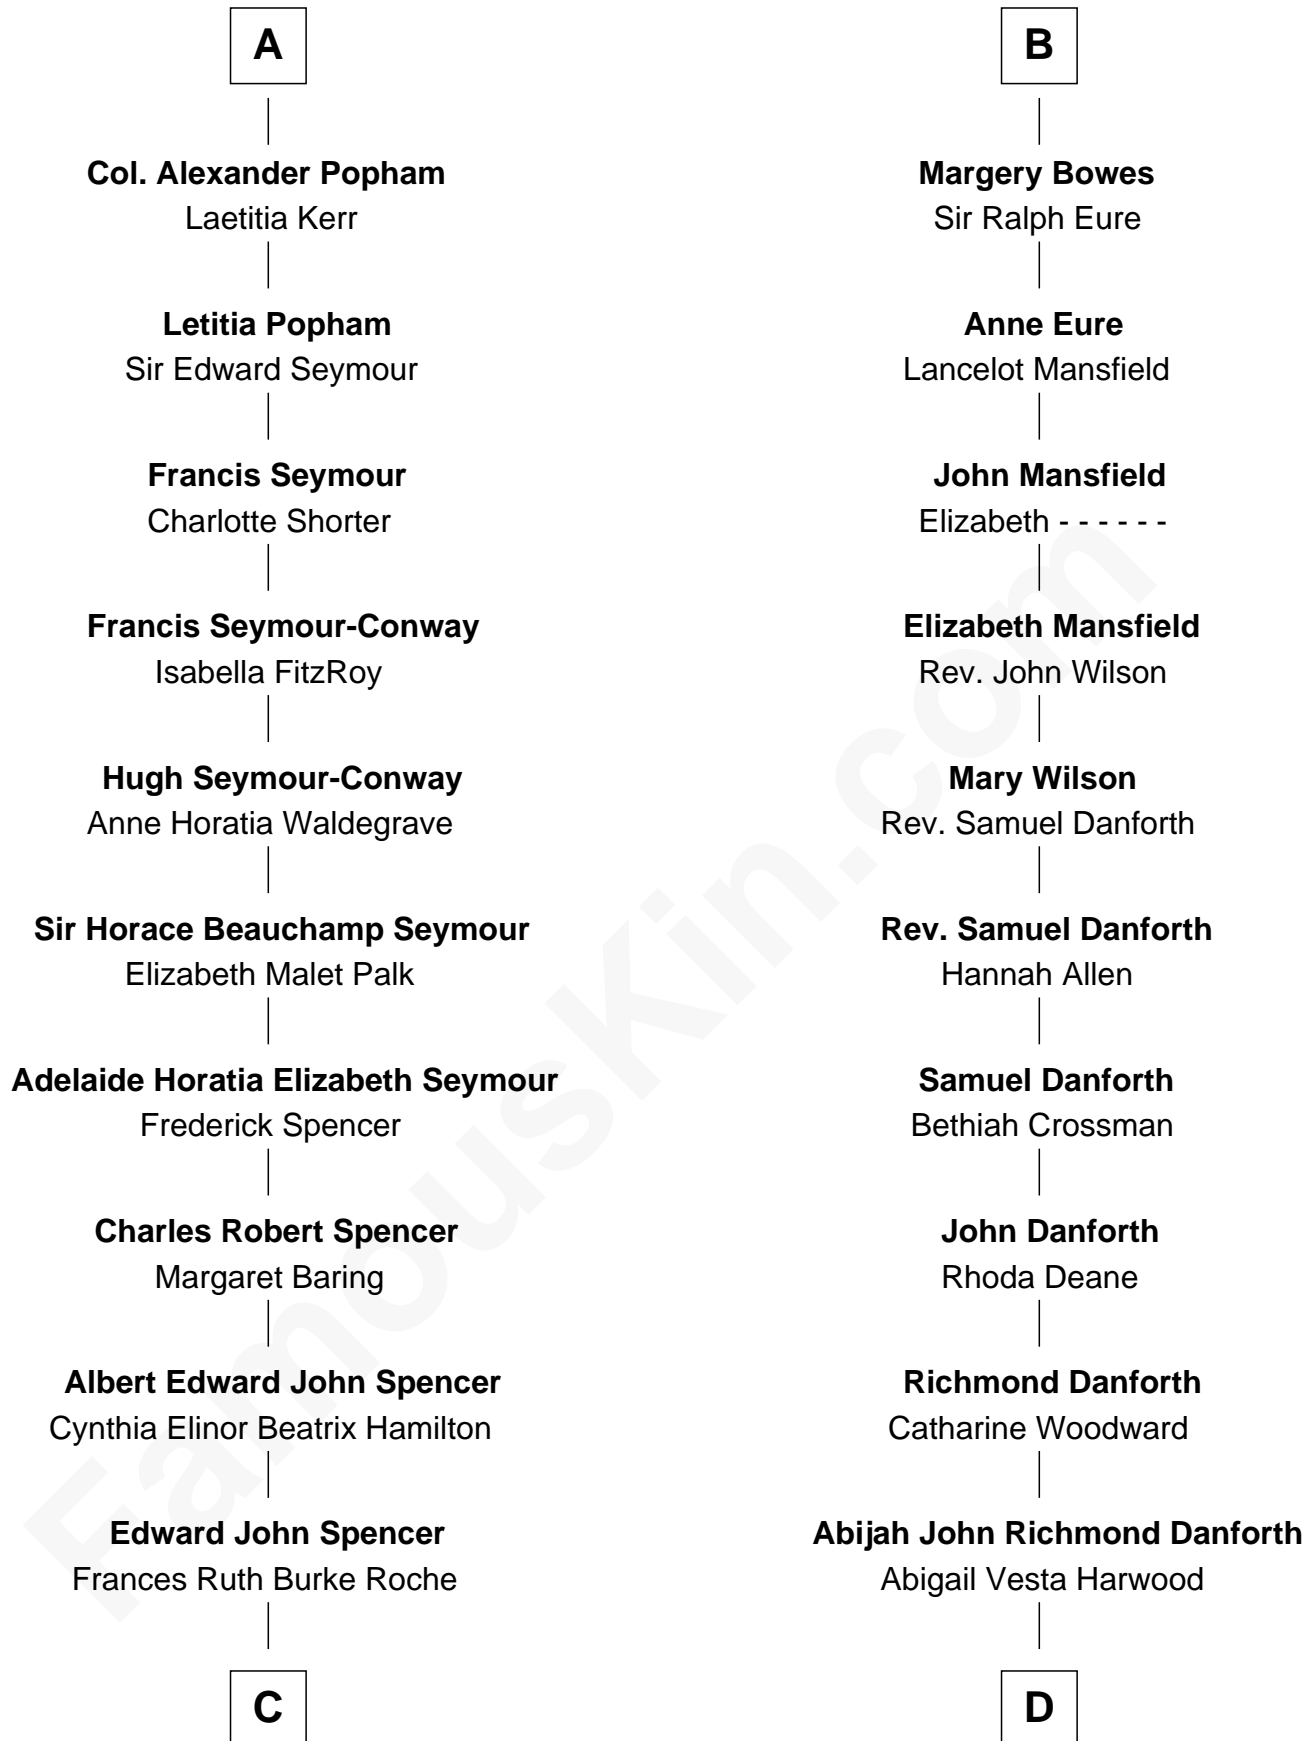 A
Col. Alexander Popham
Laetitia Kerr
Letitia Popham
Sir Edward Seymour
Francis Seymour
Charlotte Shorter
Francis Seymour-Conway
Isabella FitzRoy
Hugh Seymour-Conway
Anne Horatia Waldegrave
Sir Horace Beauchamp Seymour
Elizabeth Malet Palk
Adelaide Horatia Elizabeth Seymour
Frederick Spencer
Charles Robert Spencer
Margaret Baring
Albert Edward John Spencer
Cynthia Elinor Beatrix Hamilton
Edward John Spencer
Frances Ruth Burke Roche
C
B
Margery Bowes
Sir Ralph Eure
Anne Eure
Lancelot Mansfield
John Mansfield
Elizabeth - - - - - -
Elizabeth Mansfield
Rev. John Wilson
Mary Wilson
Rev. Samuel Danforth
Rev. Samuel Danforth
Hannah Allen
Samuel Danforth
Bethiah Crossman
John Danforth
Rhoda Deane
Richmond Danforth
Catharine Woodward
Abijah John Richmond Danforth
Abigail Vesta Harwood
D
FamousKin.com